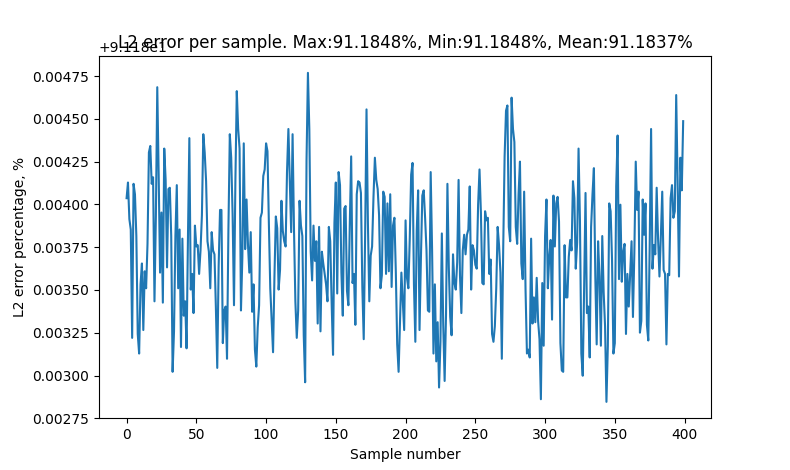 L2 error per sample. Max:91.1848%, Min:91.1848%, Mean:91.1837%
+9.118e1
0.00475
0.00450
0.00425
0.00400
0.00375
0.00350
0.00325
0.00300
0.00275
L2 error percentage, %
0 50 100 150 200 250 300 350 400
Sample number